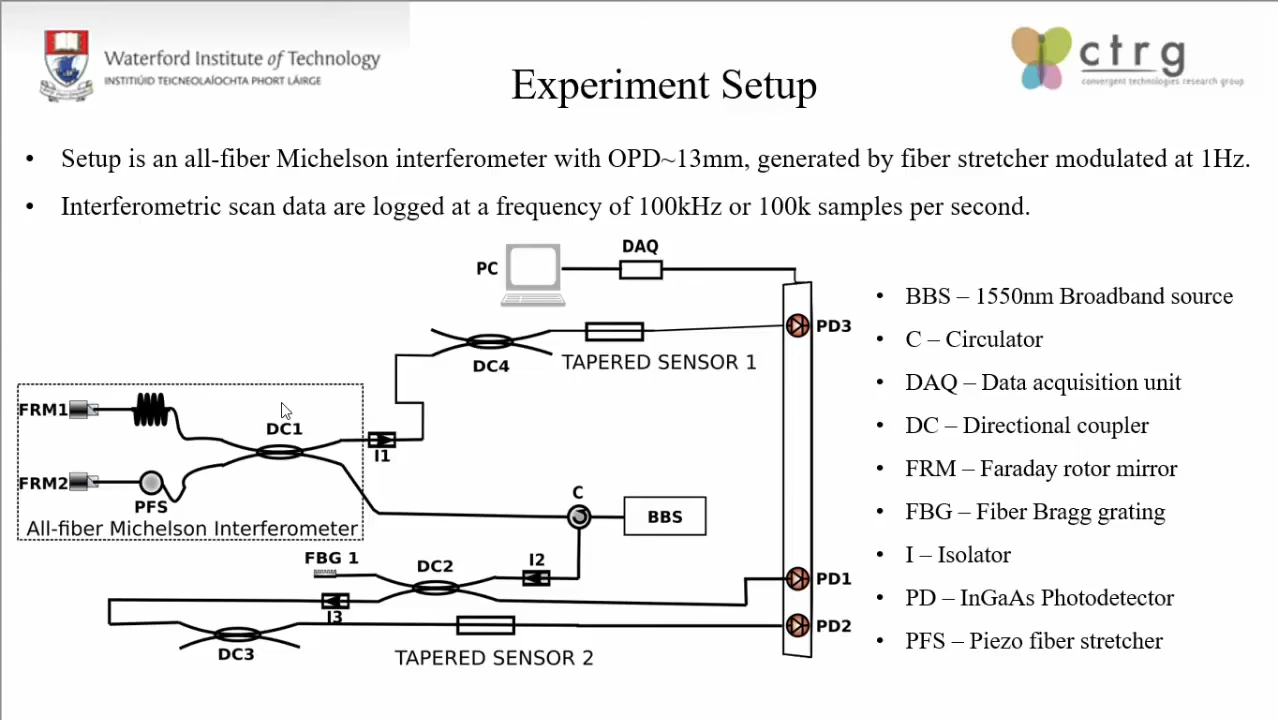 Waterford Institute of Technology
INSTITIÚID TEICNEOLAÍOCHTA PHORT LÁIRGE
ctrg
convergent technologies research group
Experiment Setup
• Setup is an all-fiber Michelson interferometer with OPD~13mm, generated by fiber stretcher modulated at 1Hz.
• Interferometric scan data are logged at a frequency of 100kHz or 100k samples per second.
PC
DAQ
PD3
DC4
TAPERED SENSOR 1
FRM1
DC1
I1
FRM2
PFS
All-fiber Michelson Interferometer
C
BBS
FBG 1
DC2
I2
PD1
I3
PD2
DC3
TAPERED SENSOR 2
• BBS – 1550nm Broadband source
• C – Circulator
• DAQ – Data acquisition unit
• DC – Directional coupler
• FRM – Faraday rotor mirror
• FBG – Fiber Bragg grating
• I – Isolator
• PD – InGaAs Photodetector
• PFS – Piezo fiber stretcher